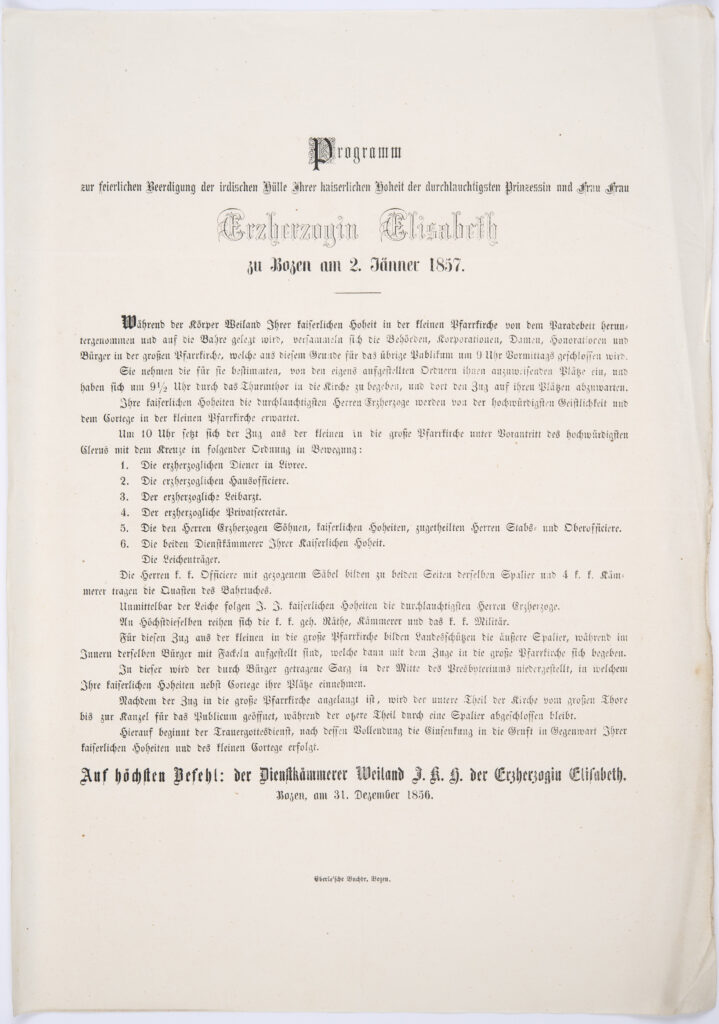 Programm
zur feierlichen Beerdigung der irdischen Hülle Ihrer kaiserlichen Hoheit der durchlauchtigsten Prinzessin und Frau Frau
Erzherzogin Elisabeth
zu Bozen am 2. Jänner 1857.
Während der Körper Weiland Ihrer kaiserlichen Hoheit in der kleinen Pfarrkirche von dem Paradebett herun-
tergenommen und auf die Bahre gelegt wird, versammeln sich die Behörden, Korporationen, Damen, Honoratioren und
Bürger in der großen Pfarrkirche, welche aus diesem Grunde für das übrige Publikum um 9 Uhr Vormittags geschlossen wird.
Sie nehmen die für sie bestimmten, von den eigens aufgestellten Ordnern ihnen anzuweisenden Plätze ein, und
haben sich um 9½ Uhr durch das Thurmthor in die Kirche zu begeben, und dort den Zug auf ihren Plätzen abzuwarten.
Ihre kaiserlichen Hoheiten die durchlauchtigsten Herren Erzherzoge werden von der hochwürdigsten Geistlichkeit und
dem Cortege in der kleinen Pfarrkirche erwartet.
Um 10 Uhr setzt sich der Zug aus der kleinen in die große Pfarrkirche unter Vorantritt des hochwürdigsten
Clerus mit dem Kreuze in folgender Ordnung in Bewegung:
1. Die erzherzoglichen Diener in Livree.
2. Die erzherzoglichen Hausofficiere.
3. Der erzherzogliche Leibarzt.
4. Der erzherzogliche Privatsecretär.
5. Die den Herren Erzherzogen Söhnen, kaiserlichen Hoheiten, zugetheilten Herren Stabs- und Oberofficiere.
6. Die beiden Dienstkämmerer Ihrer Kaiserlichen Hoheit.
Die Leichenträger.
Die Herren k. k. Officiere mit gezogenem Säbel bilden zu beiden Seiten derselben Spalier und 4 k. k. Käm-
merer tragen die Quasten des Bahrtuches.
Unmittelbar der Leiche folgen J. J. kaiserlichen Hoheiten die durchlauchtigsten Herren Erzherzoge.
An Höchstdieselben reihen sich die k. k. geh. Räthe, Kämmerer und das k. k. Militär.
Für diesen Zug aus der kleinen in die große Pfarrkirche bilden Landesschützen die äußere Spalier, während im
Innern derselben Bürger mit Fackeln aufgestellt sind, welche dann mit dem Zuge in die große Pfarrkirche sich begeben.
In dieser wird der durch Bürger getragene Sarg in der Mitte des Presbyteriums niedergestellt, in welchem
Ihre kaiserlichen Hoheiten nebst Cortege ihre Plätze einnehmen.
Nachdem der Zug in die große Pfarrkirche angelangt ist, wird der untere Theil der Kirche vom großen Thore
bis zur Kanzel für das Publicum geöffnet, während der obere Theil durch eine Spalier abgeschlossen bleibt.
Hierauf beginnt der Trauergottesdienst, nach dessen Vollendung die Einsenkung in die Gruft in Gegenwart Ihrer
kaiserlichen Hoheiten und des kleinen Cortege erfolgt.
Auf höchsten Befehl: der Dienstkämmerer Weiland J. K. H. der Erzherzogin Elisabeth.
Bozen, am 31. Dezember 1856.
Eberle'sche Buchdr. Bozen.